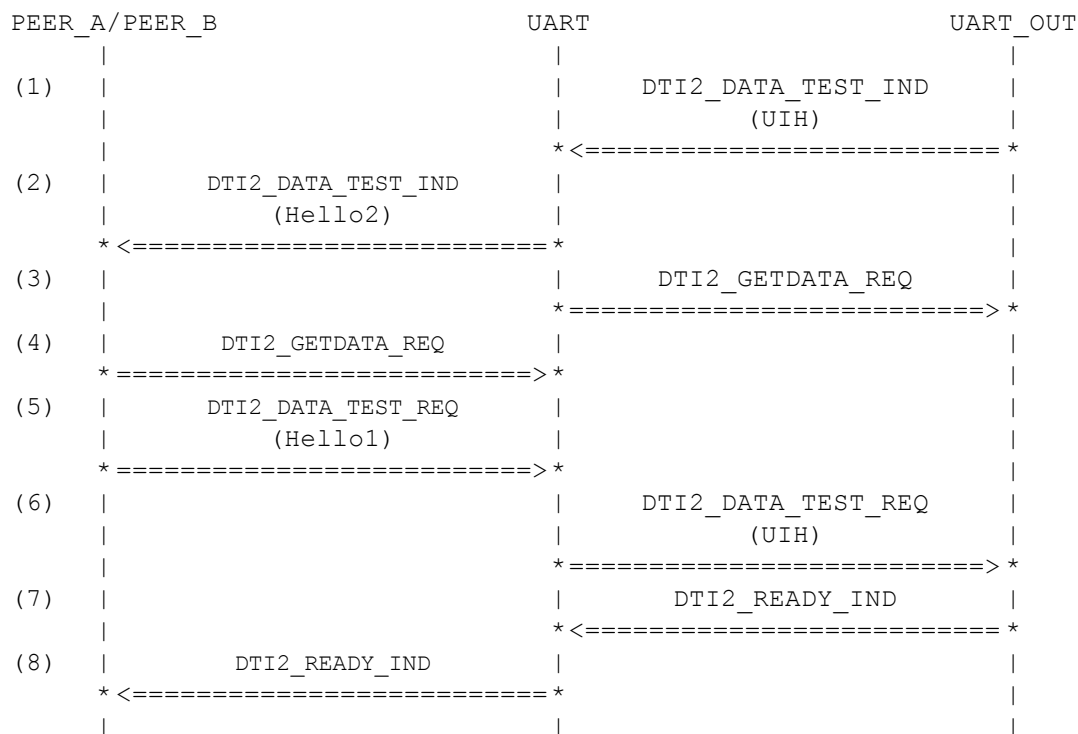 PEER_A/PEER_B UART UART_OUT
| | |
(1) | | DTI2_DATA_TEST_IND |
| | (UIH) |
| *<==========================*
(2) | DTI2_DATA_TEST_IND | |
| (Hello2) | |
*<==========================* |
(3) | | DTI2_GETDATA_REQ |
| *==========================>*
(4) | DTI2_GETDATA_REQ | |
*==========================>* |
(5) | DTI2_DATA_TEST_REQ | |
| (Hello1) | |
*==========================>* |
(6) | | DTI2_DATA_TEST_REQ |
| | (UIH) |
| *==========================>*
(7) | | DTI2_READY_IND |
| *<==========================*
(8) | DTI2_READY_IND | |
*<==========================* |
| | |